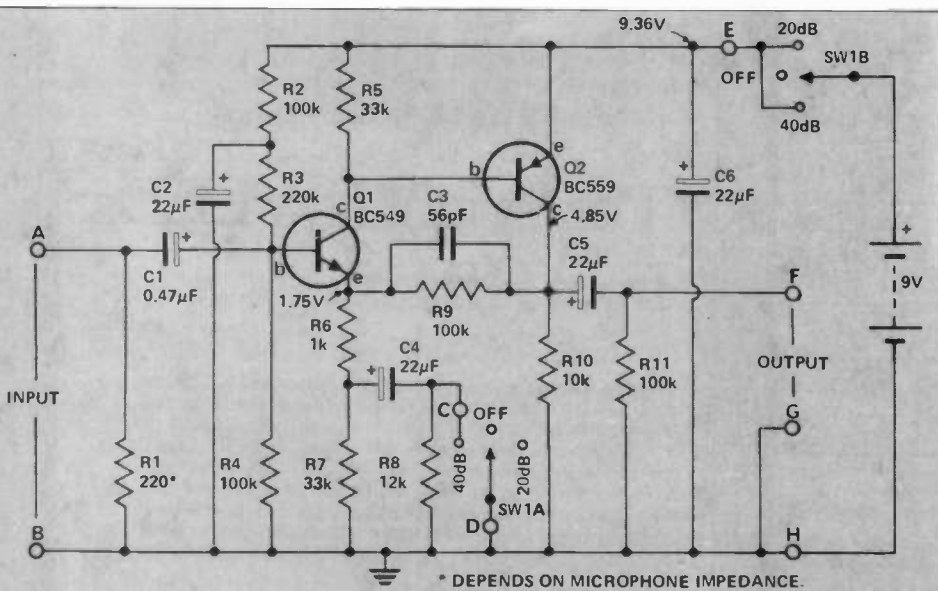 9.36V
E
20dB
SW1B
OFF
40dB
R2
100k
R5
33k
C2
22µF
R3
220k
Q1
BC549
c
b
e
C3
56pF
b
e
c
Q2
BC559
4.85V
C6
22µF
A
C1
0.47µF
1.75V
R9
100k
C5
22µF
F
9V
R6
1k
C4
22µF
INPUT
R10
10k
R11
100k
OUTPUT
C
OFF
G
R1
220*
R4
100k
R7
33k
R8
12k
40dB
20dB
SW1A
B
D
H
* DEPENDS ON MICROPHONE IMPEDANCE.